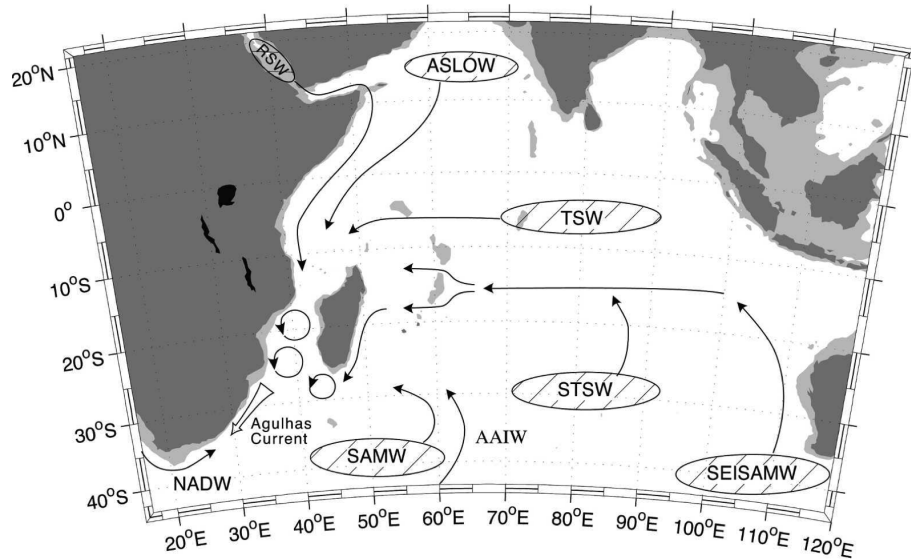 RSW
ASLOW
20°N
10°N
0°
TSW
10°S
20°S
STSW
30°S
Agulhas
Current
AAIW
SAMW
SEISAMW
NADW
40°S
20°E
30°E
40°E
50°E
60°E
70°E
80°E
90°E
100°E
110°E
120°E